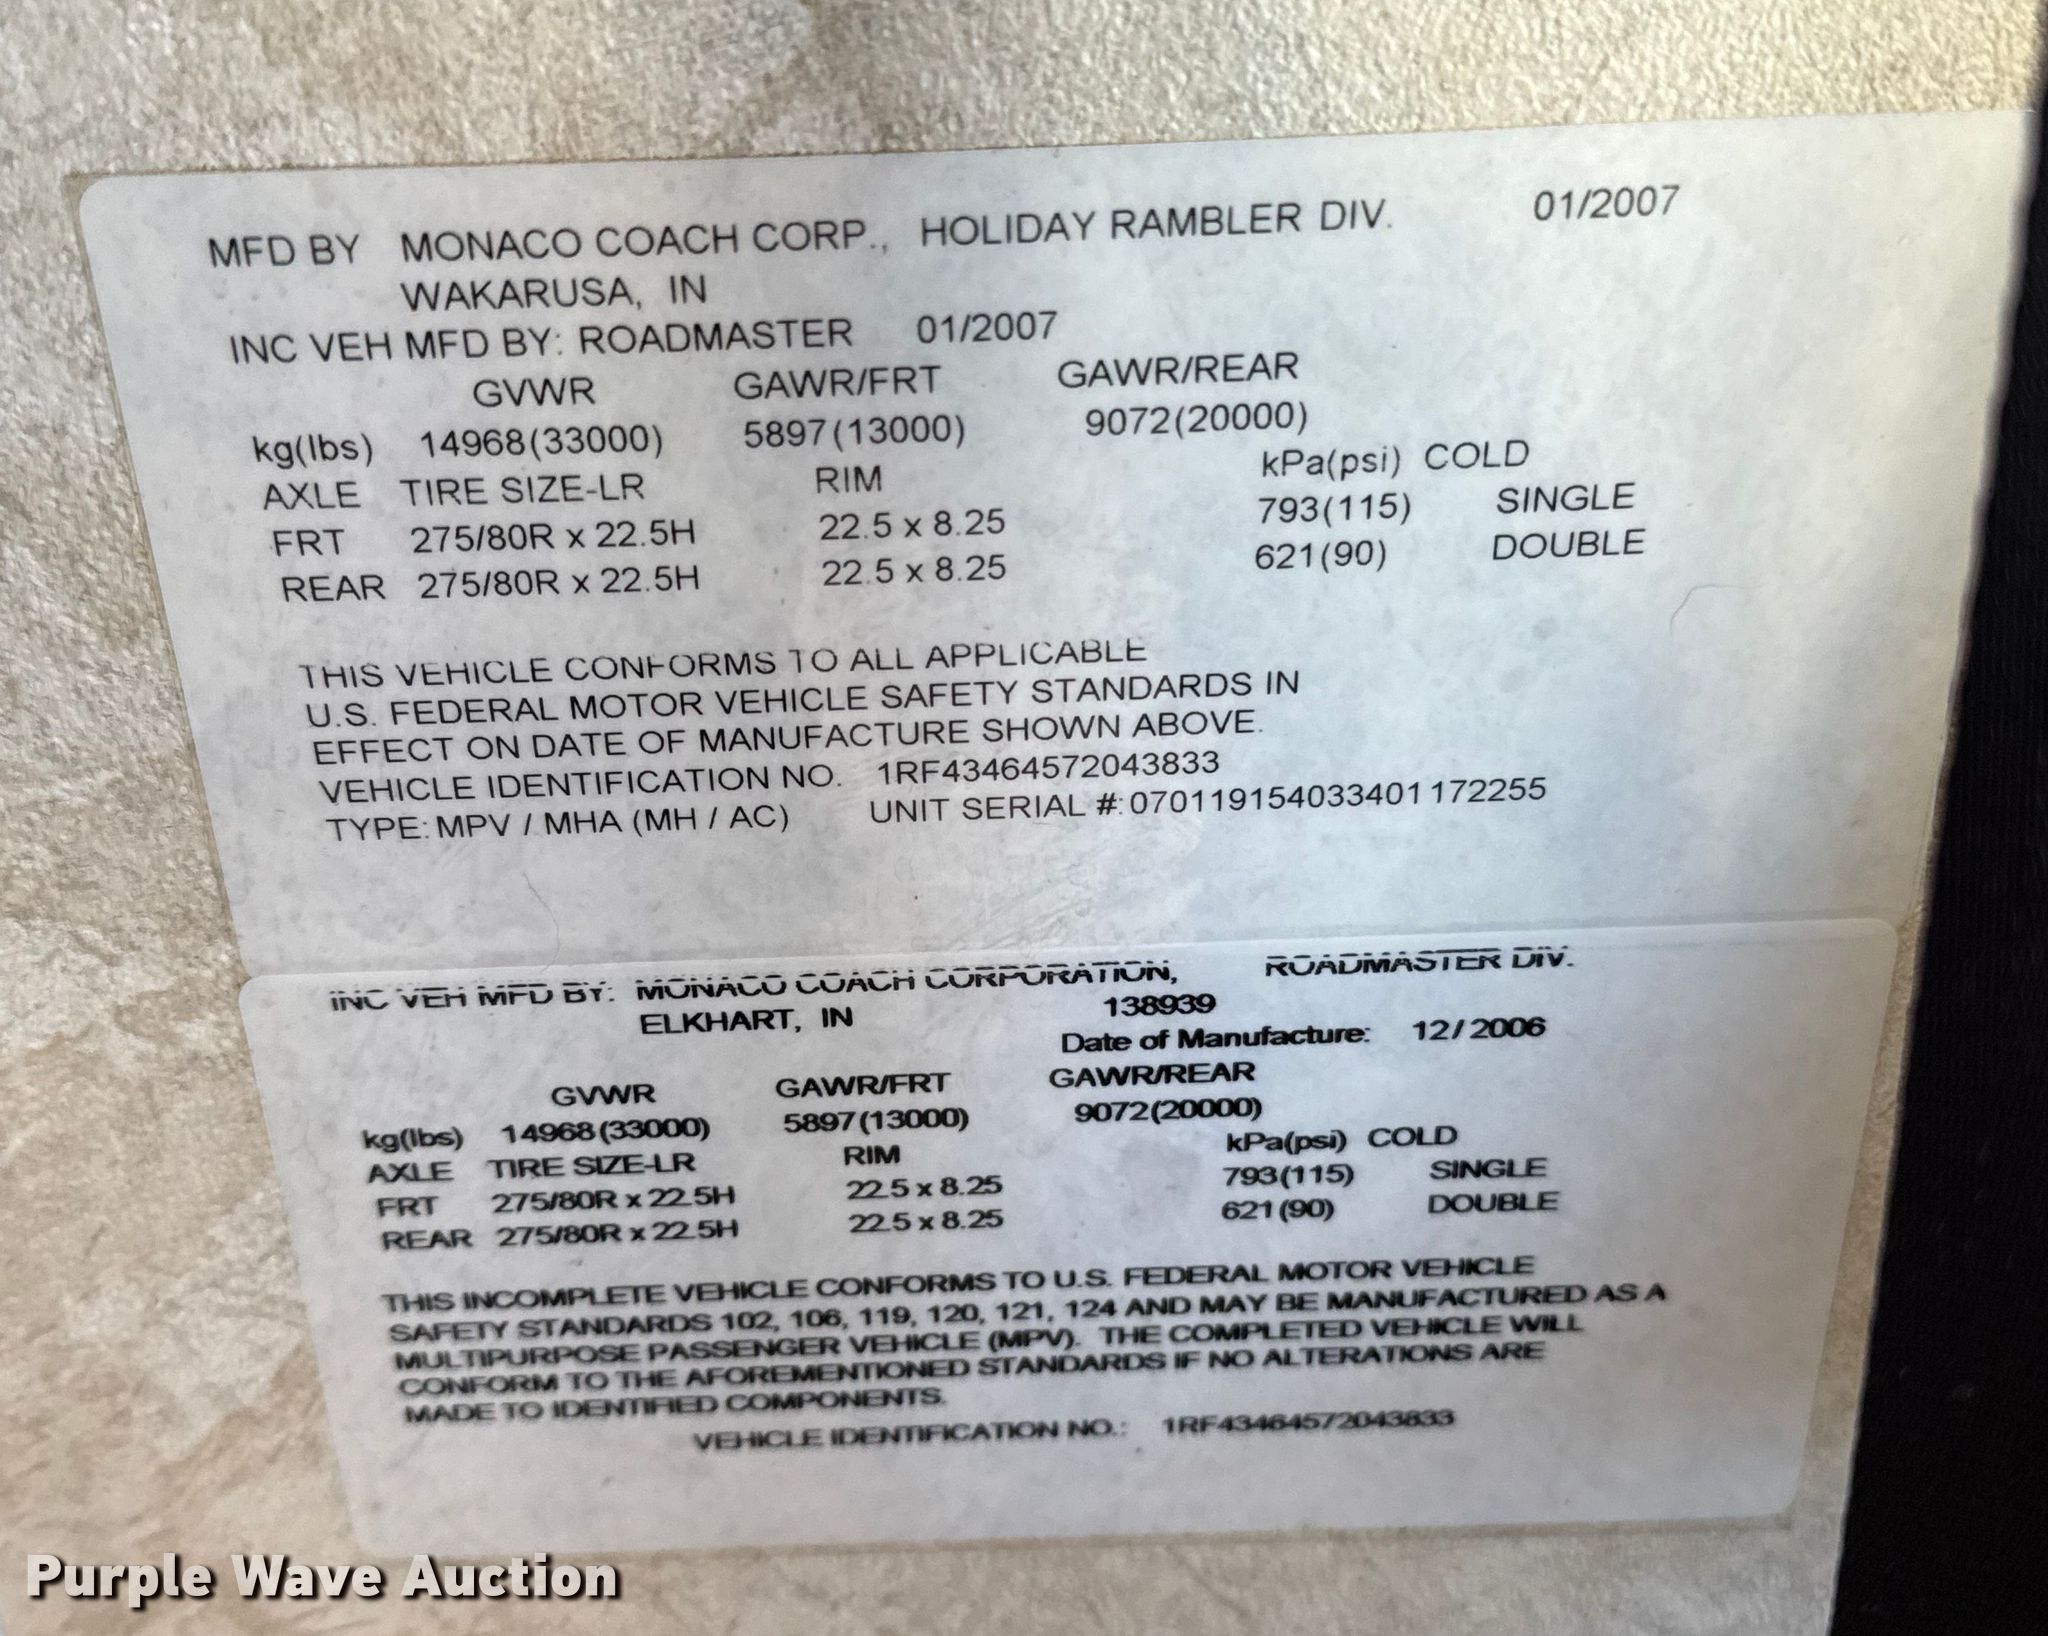 MFD BY MONACO COACH CORP., HOLIDAY RAMBLER DIV. 01/2007
WAKARUSA, IN
INC VEH MFD BY: ROADMASTER 01/2007
GVWR GAWR/FRT GAWR/REAR
kg(lbs) 14968(33000) 5897(13000) 9072(20000)
AXLE TIRE SIZE-LR RIM kPa(psi) COLD
FRT 275/80R x 22.5H 22.5 x 8.25 793(115) SINGLE
REAR 275/80R x 22.5H 22.5 x 8.25 621(90) DOUBLE
THIS VEHICLE CONFORMS TO ALL APPLICABLE
U.S. FEDERAL MOTOR VEHICLE SAFETY STANDARDS IN
EFFECT ON DATE OF MANUFACTURE SHOWN ABOVE.
VEHICLE IDENTIFICATION NO. 1RF43464572043833
TYPE: MPV / MHA (MH / AC) UNIT SERIAL #: 070119154033401172255
INC VEH MFD BY: MONACO COACH CORPORATION, ROADMASTER DIV.
ELKHART, IN 138939
Date of Manufacture: 12/2006
GVWR GAWR/FRT GAWR/REAR
kg(lbs) 14968(33000) 5897(13000) 9072(20000)
AXLE TIRE SIZE-LR RIM kPa(psi) COLD
FRT 275/80R x 22.5H 22.5 x 8.25 793(115) SINGLE
REAR 275/80R x 22.5H 22.5 x 8.25 621(90) DOUBLE
THIS INCOMPLETE VEHICLE CONFORMS TO U.S. FEDERAL MOTOR VEHICLE
SAFETY STANDARDS 102, 106, 119, 120, 121, 124 AND MAY BE MANUFACTURED AS A
MULTIPURPOSE PASSENGER VEHICLE (MPV). THE COMPLETED VEHICLE WILL
CONFORM TO THE AFOREMENTIONED STANDARDS IF NO ALTERATIONS ARE
MADE TO IDENTIFIED COMPONENTS.
VEHICLE IDENTIFICATION NO.: 1RF43464572043833
Purple Wave Auction